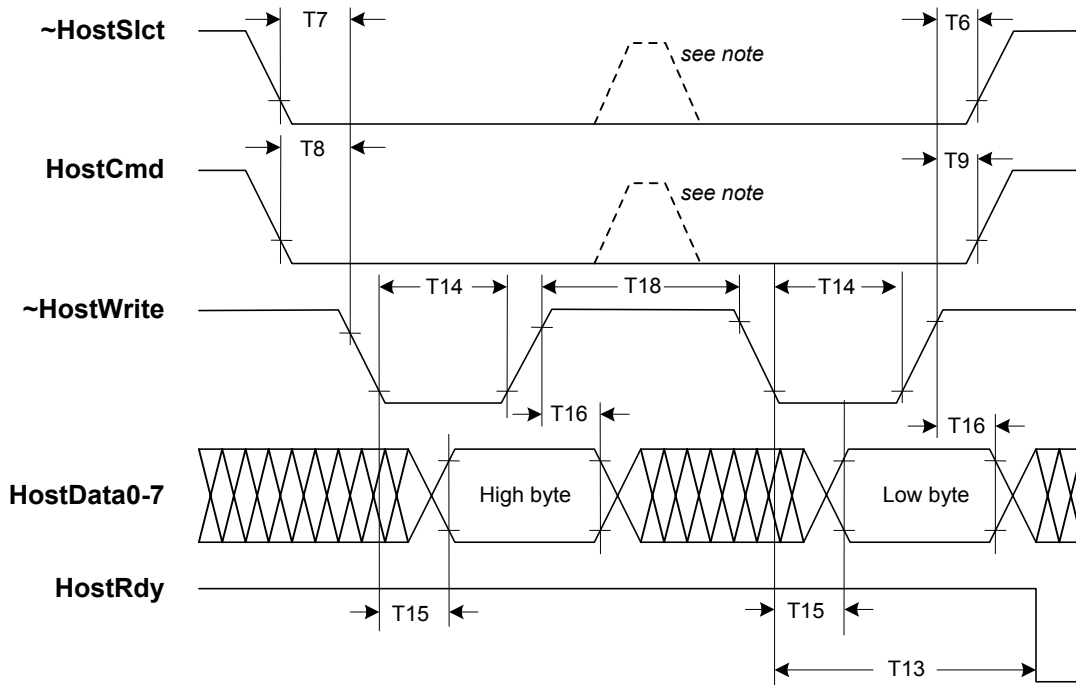 ~HostSlct
T7
T6
see note
HostCmd
T8
T9
see note
~HostWrite
T14
T18
T14
T16
T16
HostData0-7
High byte
Low byte
HostRdy
T15
T15
T13